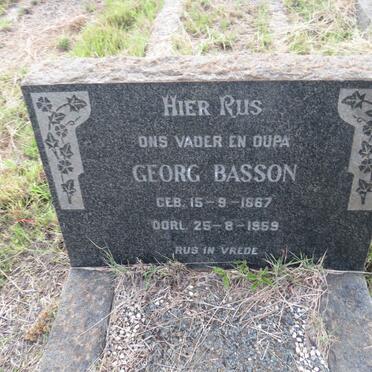 HIER RUS
ONS VADER EN OUPA
GEORG BASSON
GEB. 15-9-1867
OORL. 25-8-1959
RUS IN VREDE